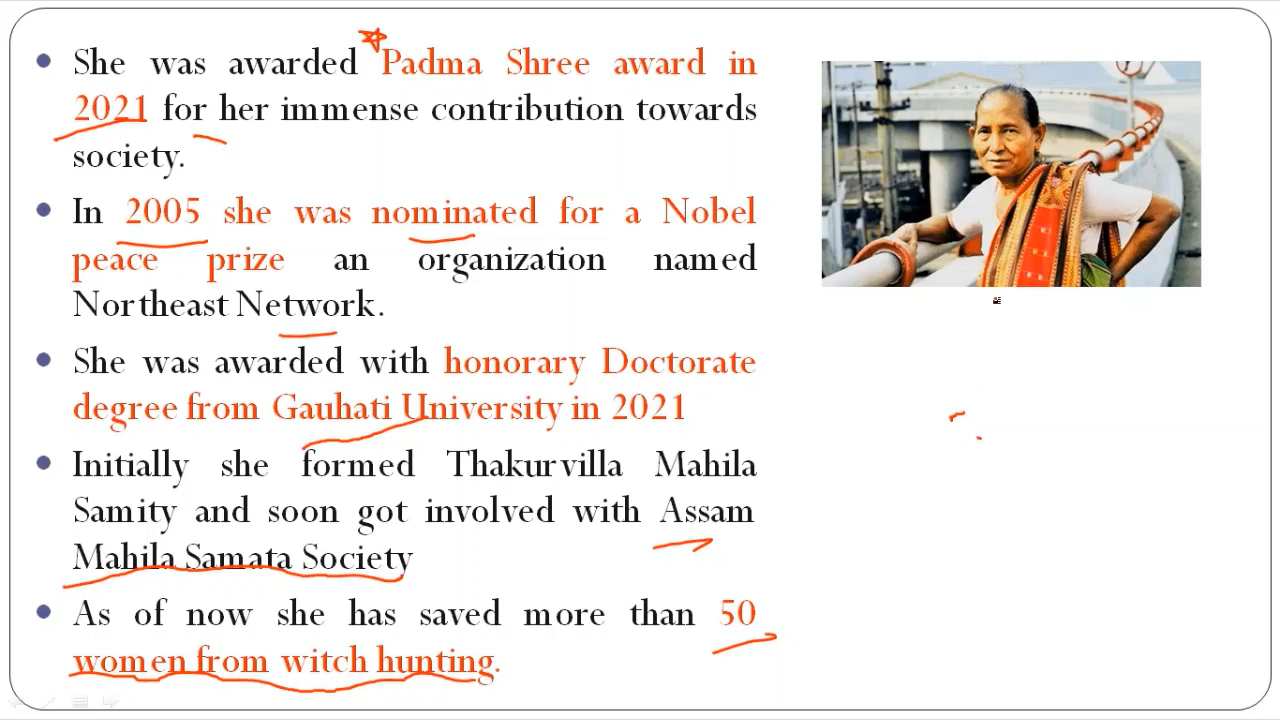 She was awarded Padma Shree award in
2021 for her immense contribution towards
society.
In 2005 she was nominated for a Nobel
peace prize an organization named
Northeast Network.
She was awarded with honorary Doctorate
degree from Gauhati University in 2021
Initially she formed Thakurvilla Mahila
Samity and soon got involved with Assam
Mahila Samata Society
As of now she has saved more than 50
women from witch hunting.